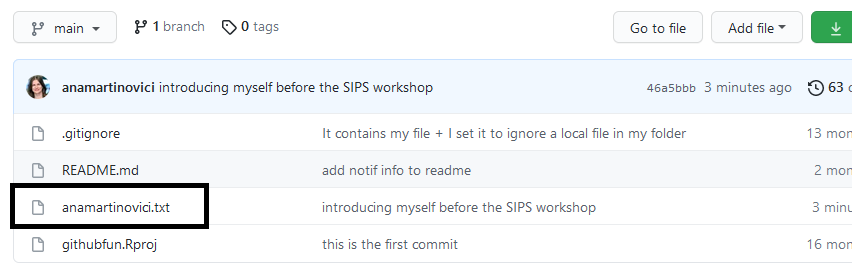 main 1 branch 0 tags Go to file Add file
anamartinovici introducing myself before the SIPS workshop 46a5bbb 3 minutes ago 63
.gitignore It contains my file + I set it to ignore a local file in my folder 13 mon
README.md add notif info to readme 2 mon
anamartinovici.txt introducing myself before the SIPS workshop 3 minu
githubfun.Rproj this is the first commit 16 mon